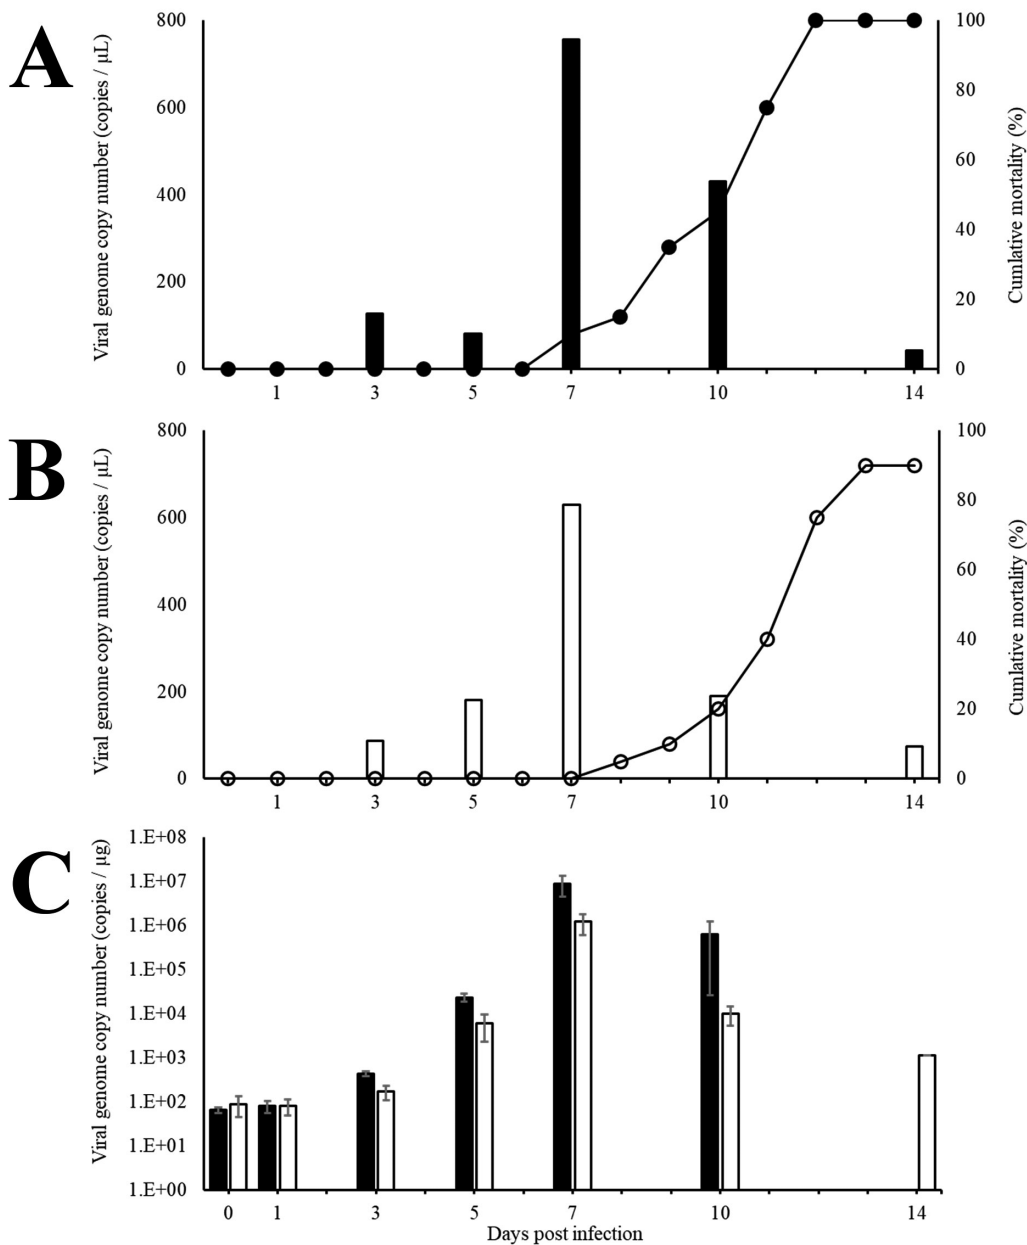 A
Viral genome copy number (copies / μL)
800
600
400
200
0
100
80
60
40
20
0
Cumlative mortality (%)
1 3 5 7 10 14
B
Viral genome copy number (copies / μL)
800
600
400
200
0
100
80
60
40
20
0
Cumlative mortality (%)
1 3 5 7 10 14
C
Viral genome copy number (copies / μg)
1.E+08
1.E+07
1.E+06
1.E+05
1.E+04
1.E+03
1.E+02
1.E+01
1.E+00
0 1 3 5 7 10 14
Days post infection